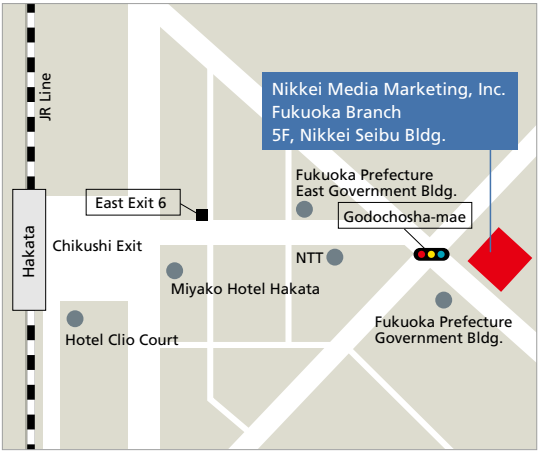 JR Line
Nikkei Media Marketing, Inc.
Fukuoka Branch
5F, Nikkei Seibu Bldg.
Fukuoka Prefecture
East Government Bldg.
East Exit 6
Godochosha-mae
Hakata
Chikushi Exit
NTT
Miyako Hotel Hakata
Fukuoka Prefecture
Government Bldg.
Hotel Clio Court